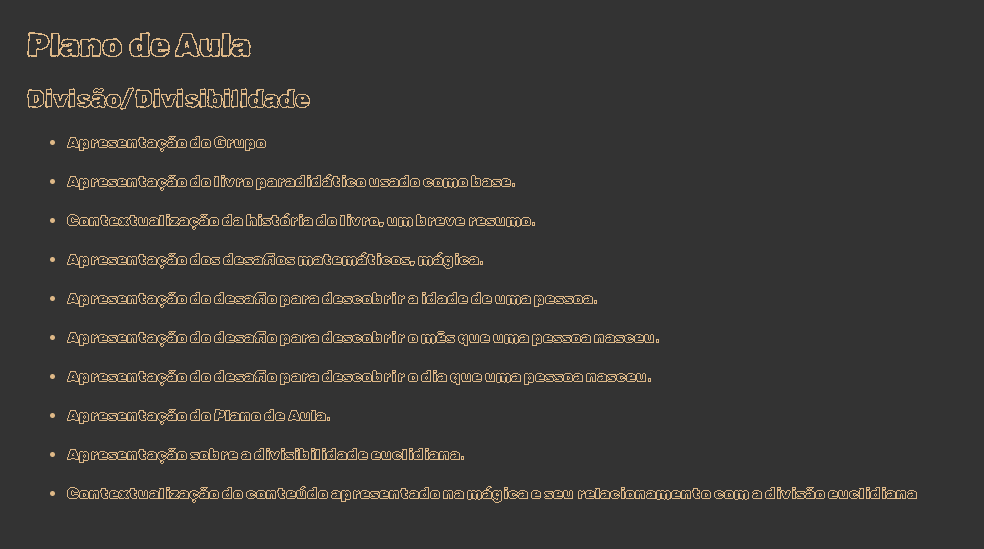 Plano de Aula
Divisão/Divisibilidade
• Apresentação do Grupo
• Apresentação do livro paradidático usado como base.
• Contextualização da história do livro, um breve resumo.
• Apresentação dos desafios matemáticos, mágica.
• Apresentação do desafio para descobrir a idade de uma pessoa.
• Apresentação do desafio para descobrir o mês que uma pessoa nasceu.
• Apresentação do desafio para descobrir o dia que uma pessoa nasceu.
• Apresentação do Plano de Aula.
• Apresentação sobre a divisibilidade euclidiana.
• Contextualização do conteúdo apresentado na mágica e seu relacionamento com a divisão euclidiana